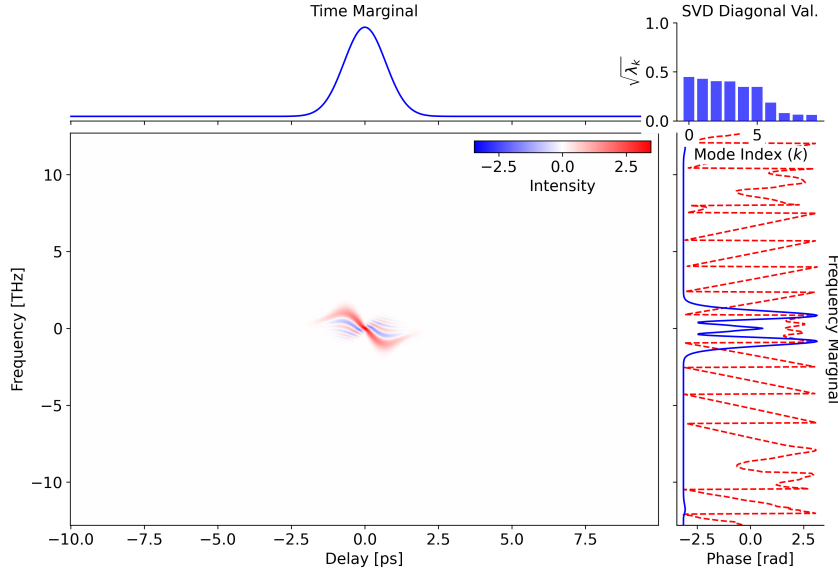 Time Marginal
SVD Diagonal Val.
1.0
0.5
0.0
√λk
0
5
Mode Index (k)
−2.5
0.0
2.5
Intensity
10
5
0
−5
−10
Frequency [THz]
−10.0
−7.5
−5.0
−2.5
0.0
2.5
5.0
7.5
Delay [ps]
−2.5
0.0
2.5
Phase [rad]
Frequency Marginal